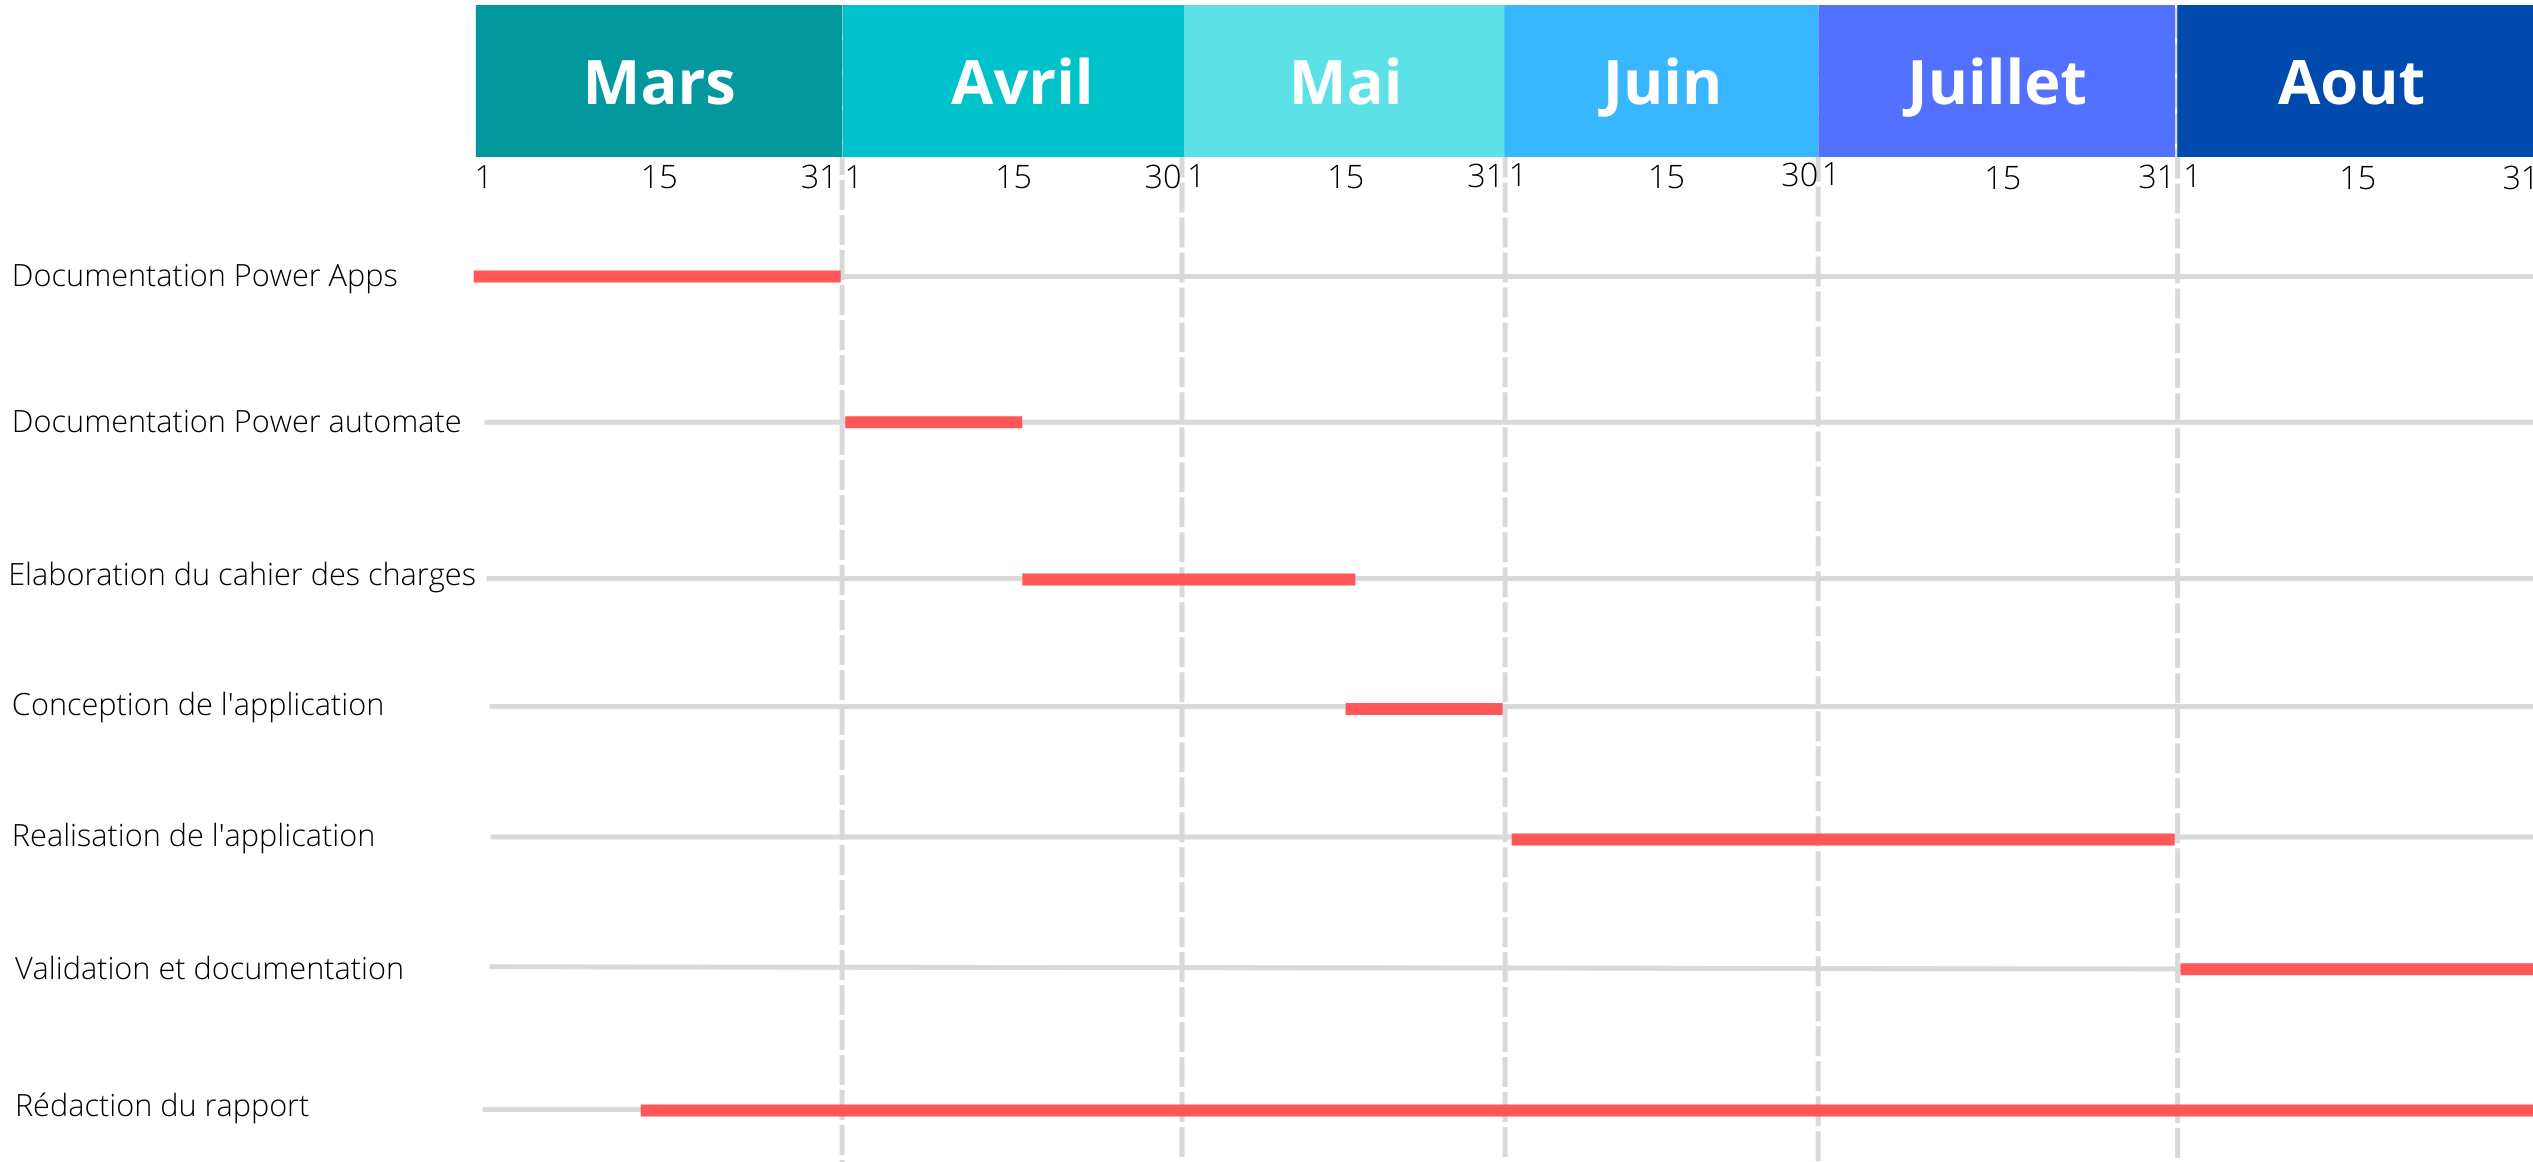 Mars Avril Mai Juin Juillet Aout
1 15 31 1 15 30 1 15 31 1 15 30 1 15 31 1 15 31
Documentation Power Apps
Documentation Power automate
Elaboration du cahier des charges
Conception de l'application
Realisation de l'application
Validation et documentation
Rédaction du rapport